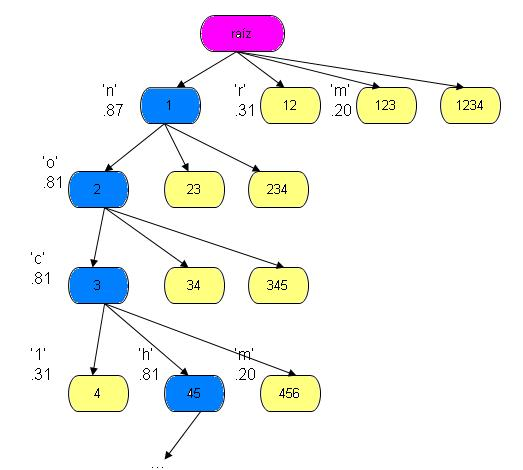 raiz
'n' 'r' 'm'
.87 1 .31 12 .20 123 1234
'o'
.81 2 23 234
'c'
.81 3 34 345
'1' 'h' 'm'
.31 4 .81 45 .20 456
...